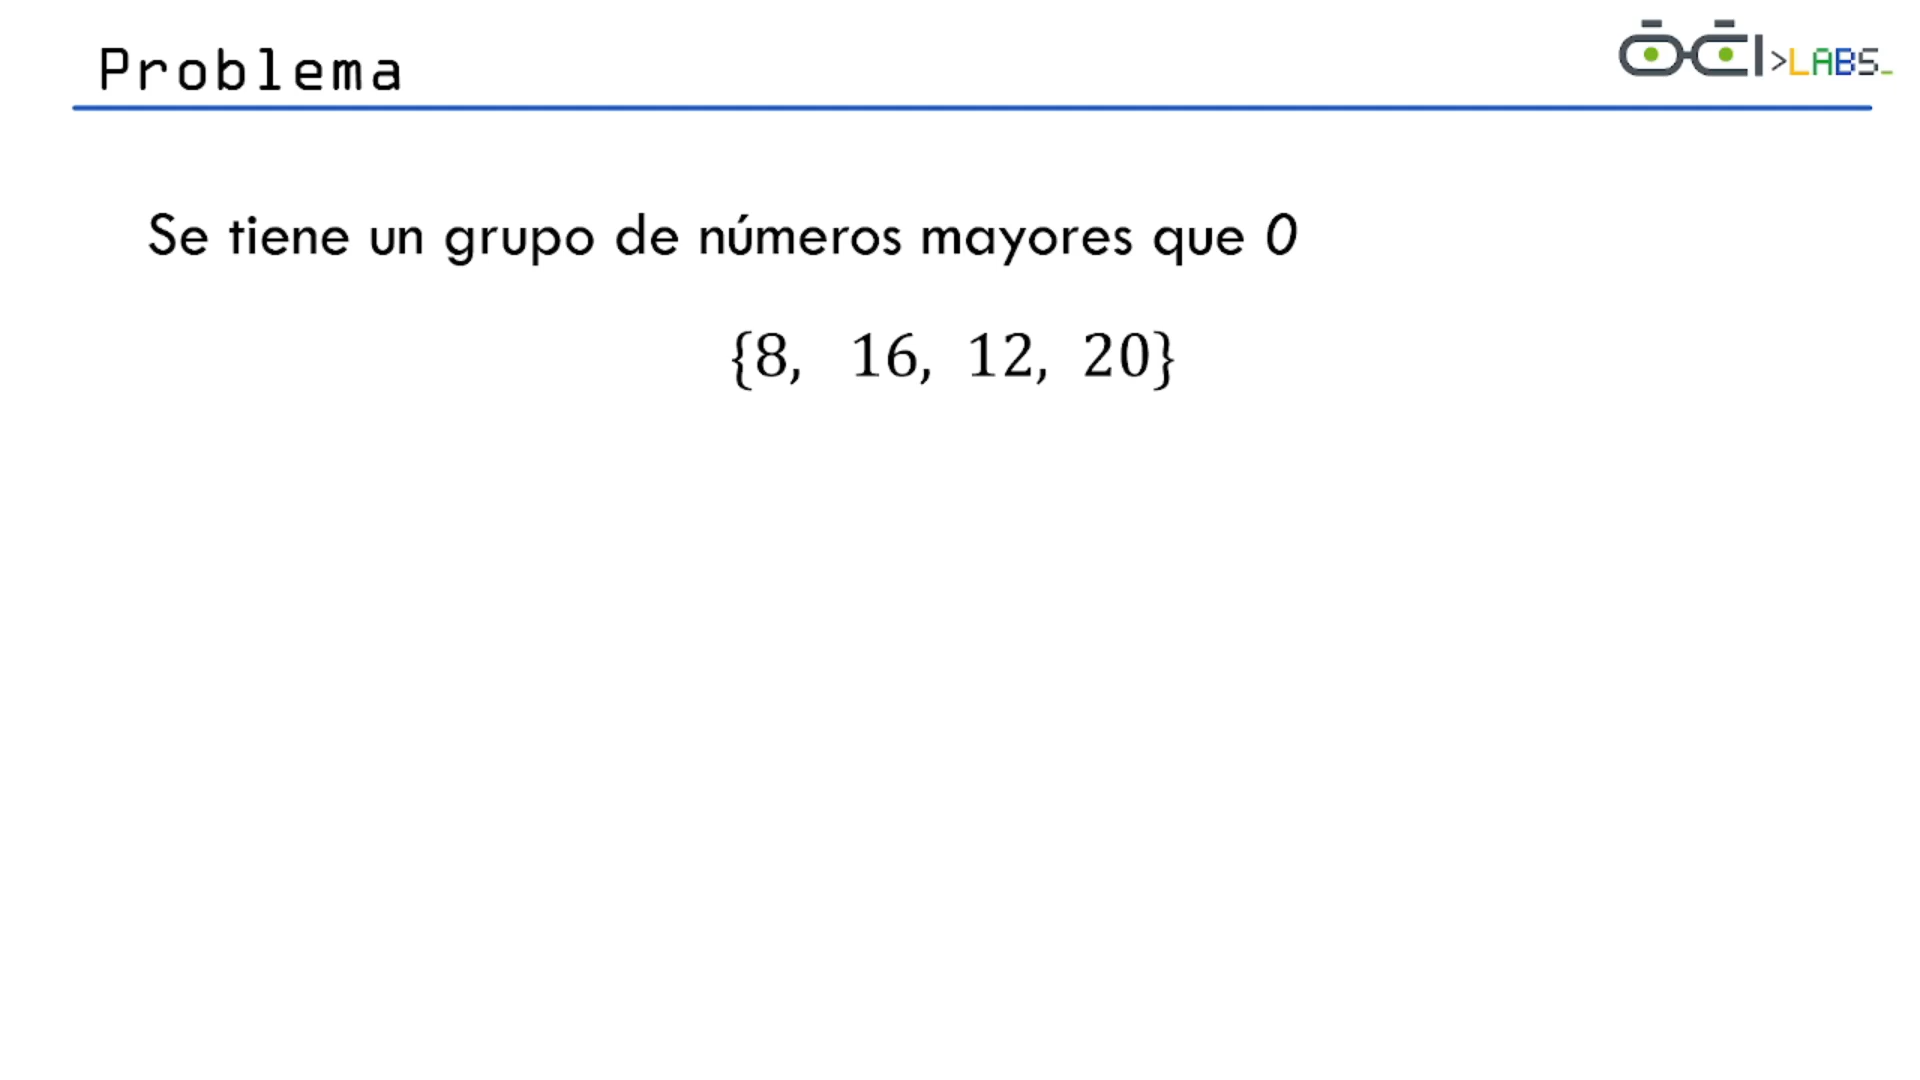 Problema
OCI>LABS_
Se tiene un grupo de números mayores que 0
{8, 16, 12, 20}